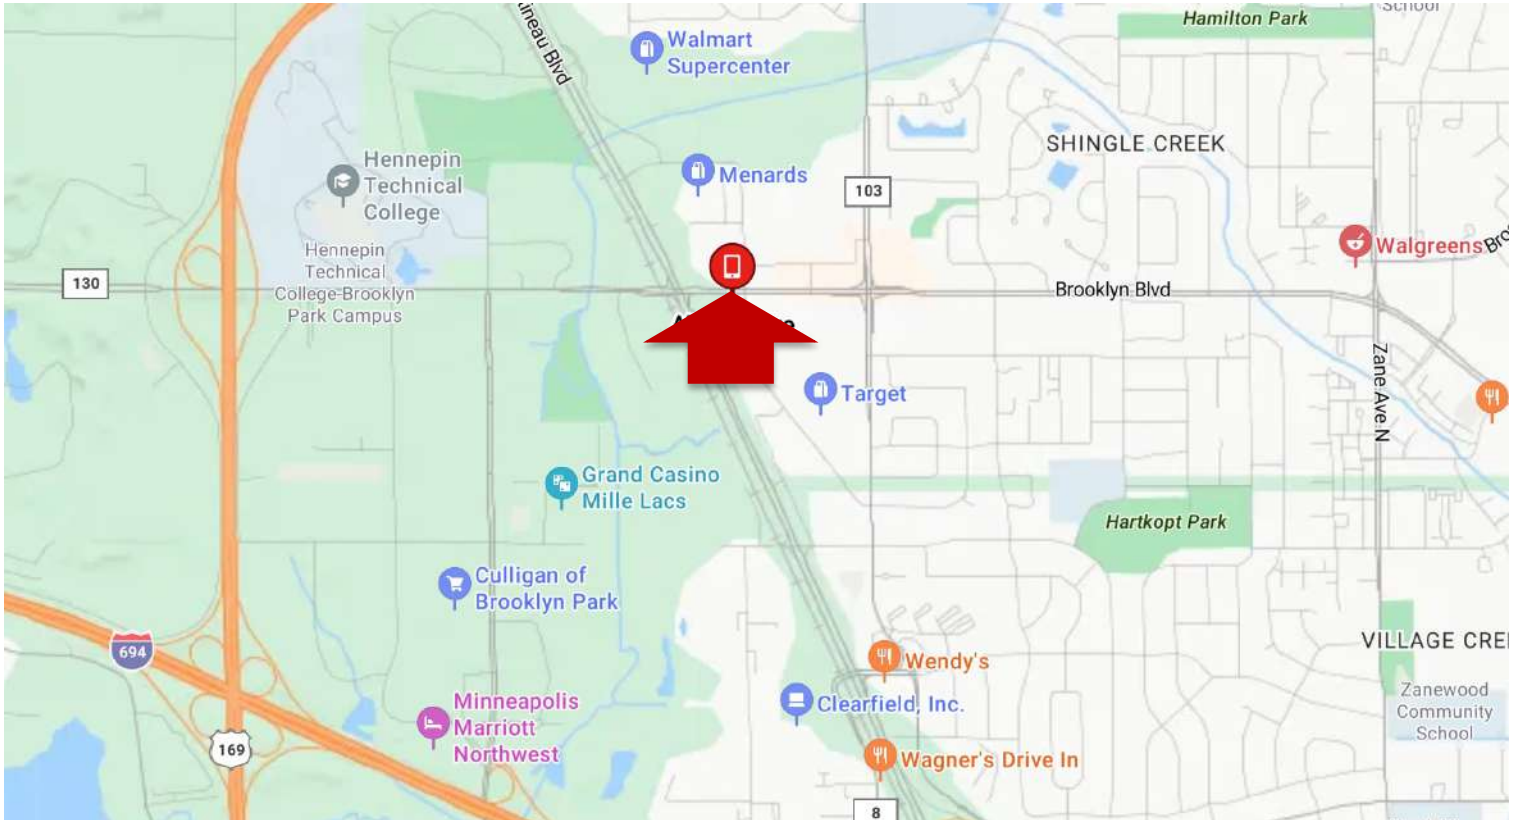 School
Hamilton Park
Walmart
Supercenter
SHINGLE CREEK
Hennepin
Technical
College
Menards
103
Walgreens
Hennepin
Technical
College-Brooklyn
Park Campus
130
Brooklyn Blvd
Zane Ave N
Target
Grand Casino
Mille Lacs
Hartkopt Park
Culligan of
Brooklyn Park
694
VILLAGE CRE
Wendy's
Minneapolis
Marriott
Northwest
Clearfield, Inc.
Zanewood
Community
School
169
Wagner's Drive In
8